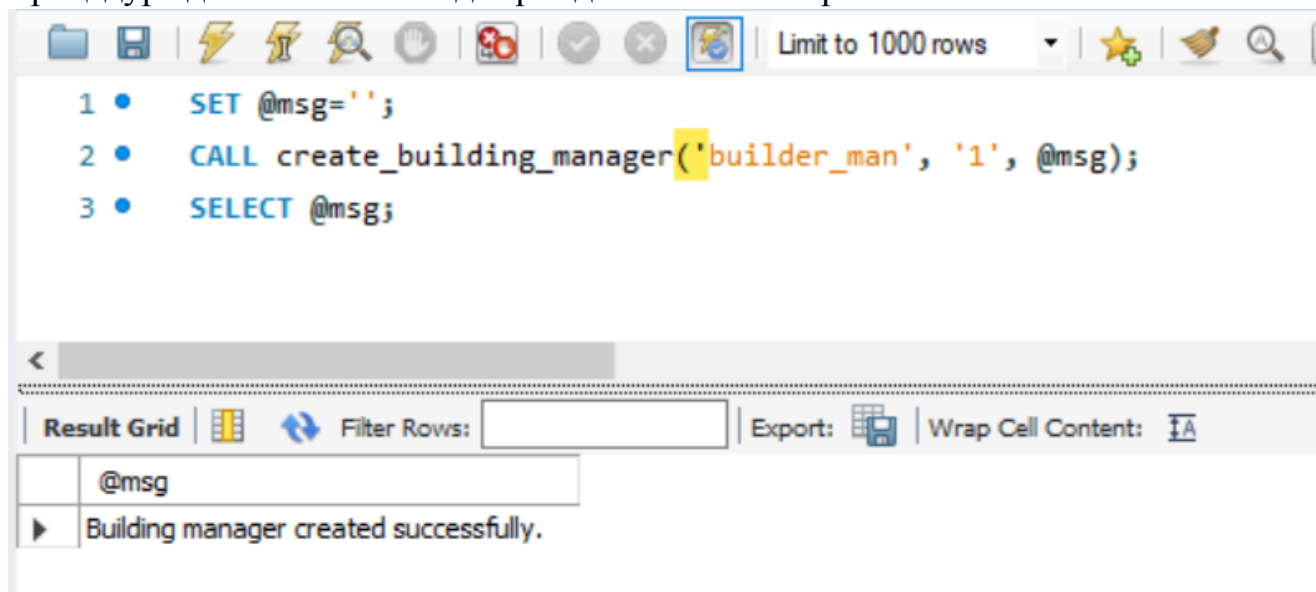 Limit to 1000 rows
1 SET @msg='';
2 CALL create_building_manager('builder_man', '1', @msg);
3 SELECT @msg;
Result Grid Filter Rows: Export: Wrap Cell Content:
@msg
Building manager created successfully.